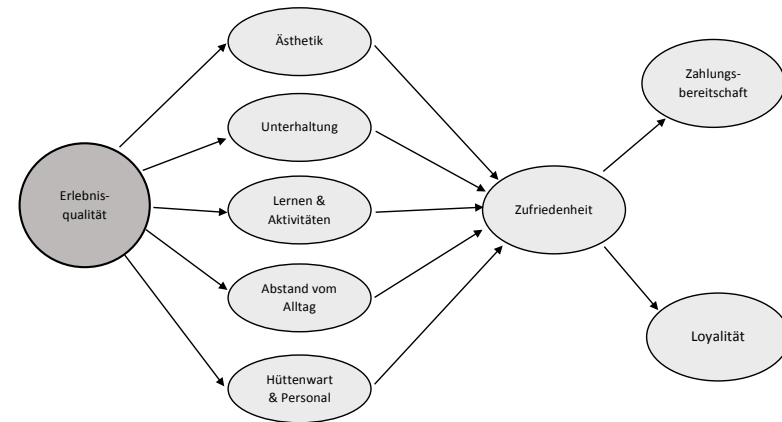 Ästhetik
Unterhaltung
Lernen &
Aktivitäten
Abstand vom
Alltag
Hüttenwart
& Personal
Erlebnis-
qualität
Zufriedenheit
Zahlungs-
bereitschaft
Loyalität